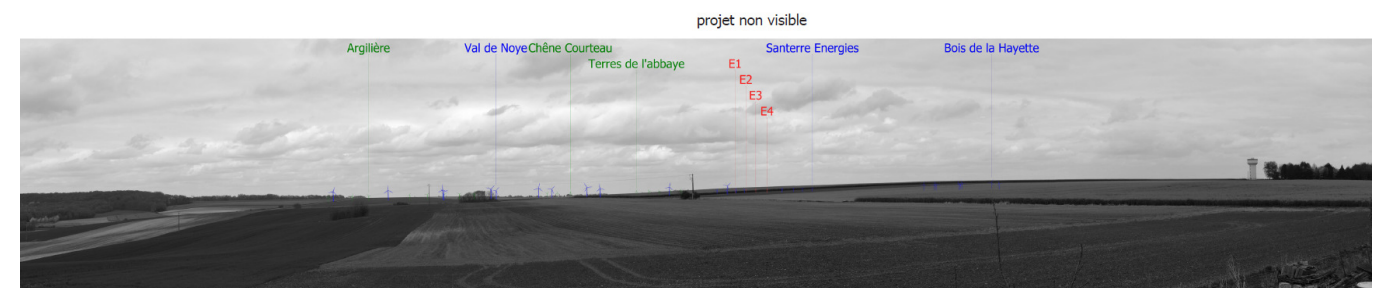 projet non visible
Argilière Val de Noye Chêne Courteau Santerre Energies Bois de la Hayette
Terres de l'abbaye E1
E2
E3
E4